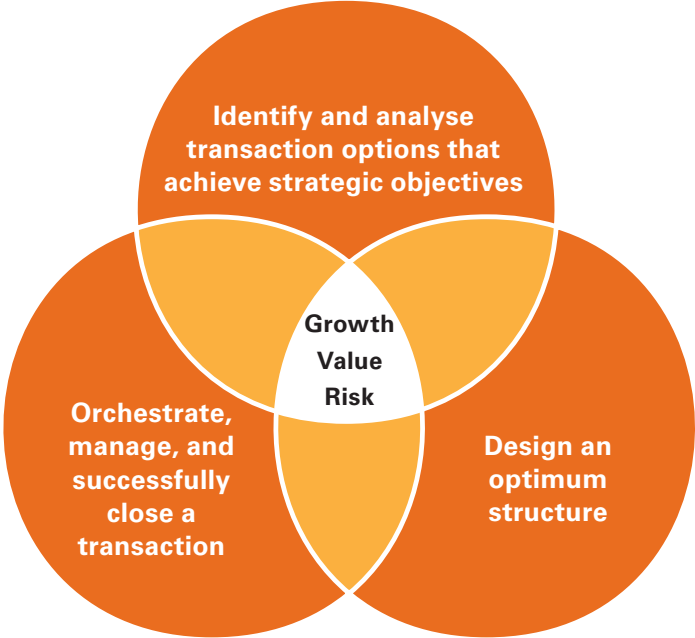 Identify and analyse
transaction options that
achieve strategic objectives
Growth
Value
Risk
Orchestrate,
manage, and
successfully
close a
transaction
Design an
optimum
structure